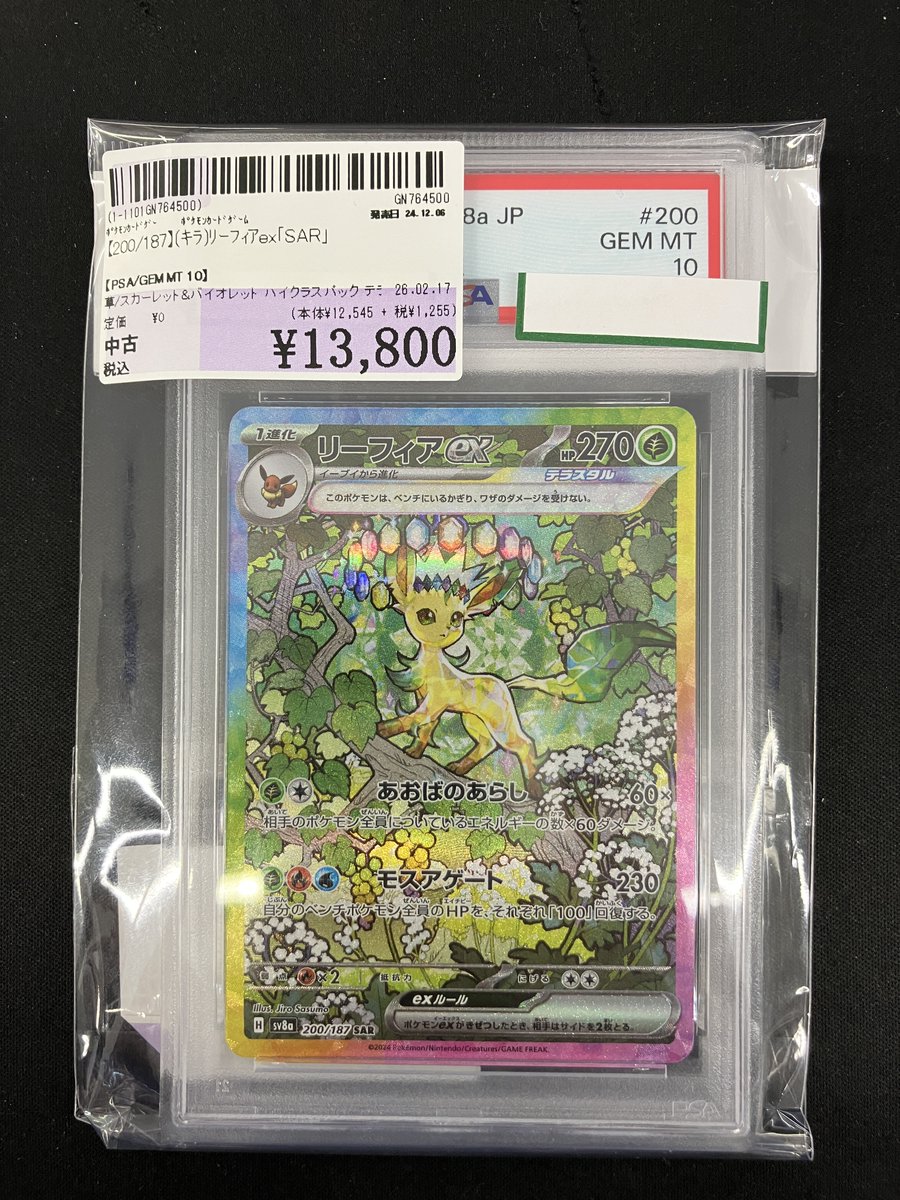 (1-1101GN764500)
GN764500
ﾎﾟｹﾓﾝｶｰﾄﾞｹﾞｰ ﾎﾟｹﾓﾝｶｰﾄﾞｹﾞｰﾑ
発売日 24.12.06
【200/187】(キラ)リーフィアex「SAR」
【PSA/GEM MT 10】
草/スカーレット&バイオレット ハイクラスパック テラ 26.02.17
定価 ¥0 (本体¥12,545 + 税¥1,255)
中古
税込
¥13,800
8a JP #200
GEM MT
10
1進化
リーフィアex
HP270
イーブイから進化
テラスタル
このポケモンは、ベンチにいるかぎり、ワザのダメージを受けない。
あおばのあらし 60×
相手のポケモン全員についているエネルギーの数×60ダメージ。
モスアゲート 230
自分のベンチポケモン全員のHPを、それぞれ「100」回復する。
弱点 ×2 抵抗力 にげる
exルール
ポケモンexがきぜつしたとき、相手はサイドを2枚とる。
Illus. Jiro Sasumo
H sv8a 200/187 SAR
©2024 Pokémon/Nintendo/Creatures/GAME FREAK.
PSA